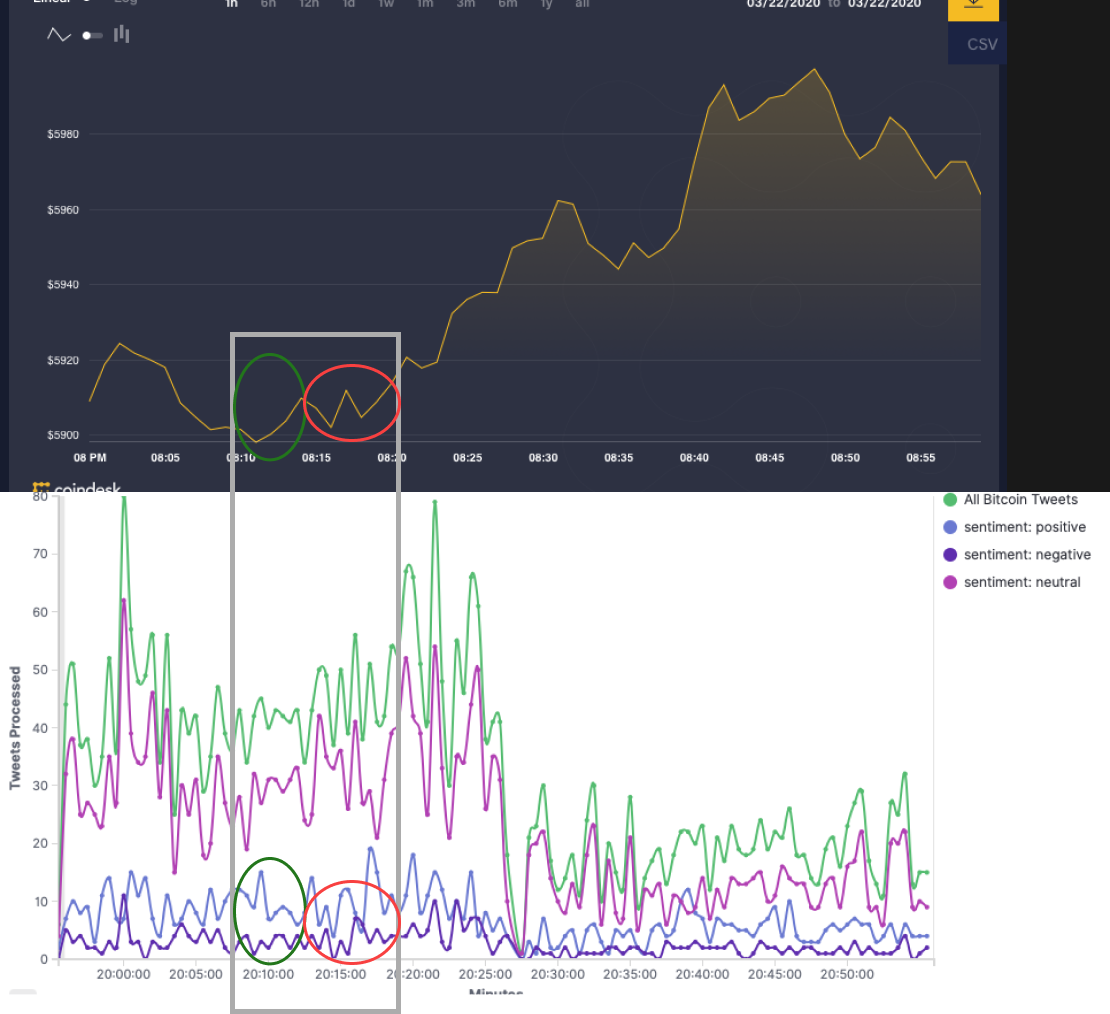 Linear Log 1h 6h 12h 1d 1w 1m 3m 6m 1y all 03/22/2020 to 03/22/2020
CSV
$5980
$5960
$5940
$5920
$5900
08 PM 08:05 08:10 08:15 08:20 08:25 08:30 08:35 08:40 08:45 08:50 08:55
coindesk
80
70
60
50
40
30
20
10
0
Tweets Processed
20:00:00 20:05:00 20:10:00 20:15:00 20:20:00 20:25:00 20:30:00 20:35:00 20:40:00 20:45:00 20:50:00
Minutes
All Bitcoin Tweets
sentiment: positive
sentiment: negative
sentiment: neutral